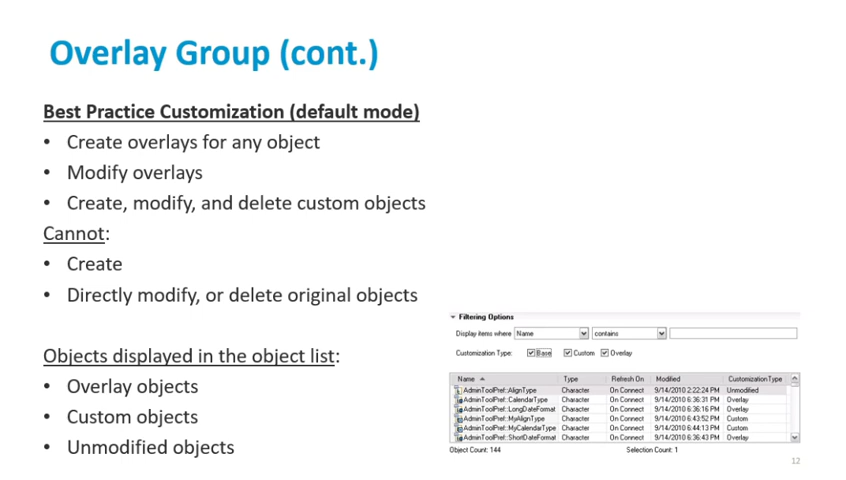 Overlay Group (cont.)
Best Practice Customization (default mode)
• Create overlays for any object
• Modify overlays
• Create, modify, and delete custom objects
Cannot:
• Create
• Directly modify, or delete original objects
Objects displayed in the object list:
• Overlay objects
• Custom objects
• Unmodified objects
Filtering Options
Display items where Name contains
Customization Type: Base Custom Overlay
Name Type Refresh On Modified CustomizationType
AdminToolPref::AlignType Character On Connect 9/14/2010 2:22:24 PM Unmodified
AdminToolPref::CalendarType Character On Connect 9/14/2010 6:36:31 PM Overlay
AdminToolPref::LongDateFormat Character On Connect 9/14/2010 6:36:16 PM Overlay
AdminToolPref::MyAlignType Character On Connect 9/14/2010 6:43:52 PM Custom
AdminToolPref::MyCalendarType Character On Connect 9/14/2010 6:44:13 PM Custom
AdminToolPref::ShortDateFormat Character On Connect 9/14/2010 6:36:43 PM Overlay
Object Count: 144 Selection Count: 1
12